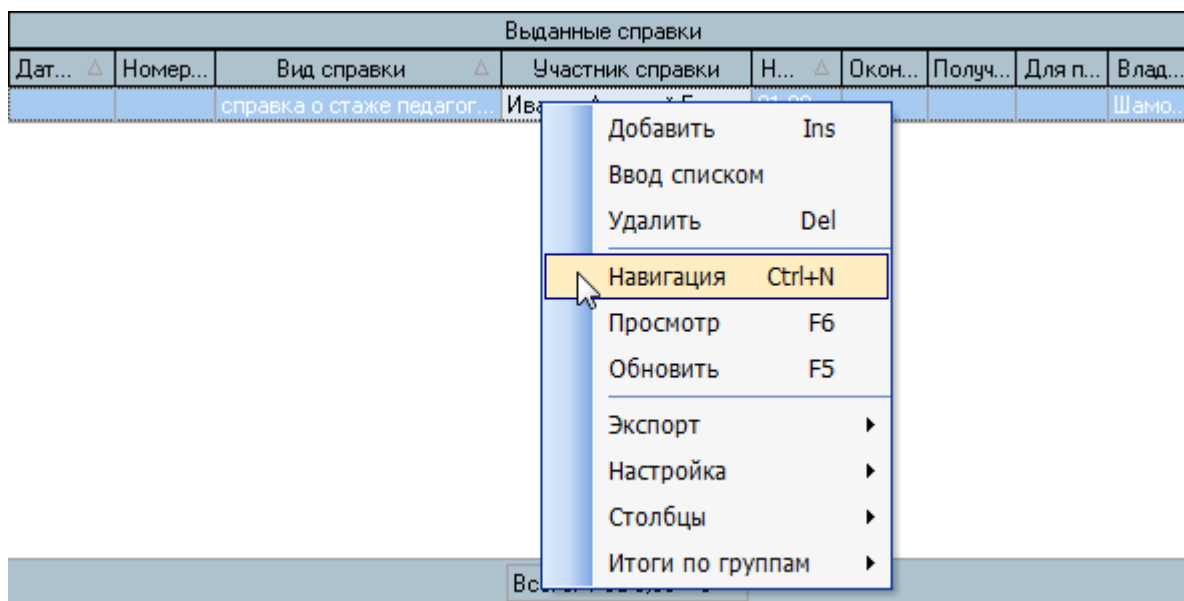 Выданные справки
Дат... Номер... Вид справки Участник справки Н... Окон... Получ... Для п... Влад...
справка о стаже педагог... Шамо...
Добавить Ins
Ввод списком
Удалить Del
Навигация Ctrl+N
Просмотр F6
Обновить F5
Экспорт
Настройка
Столбцы
Итоги по группам